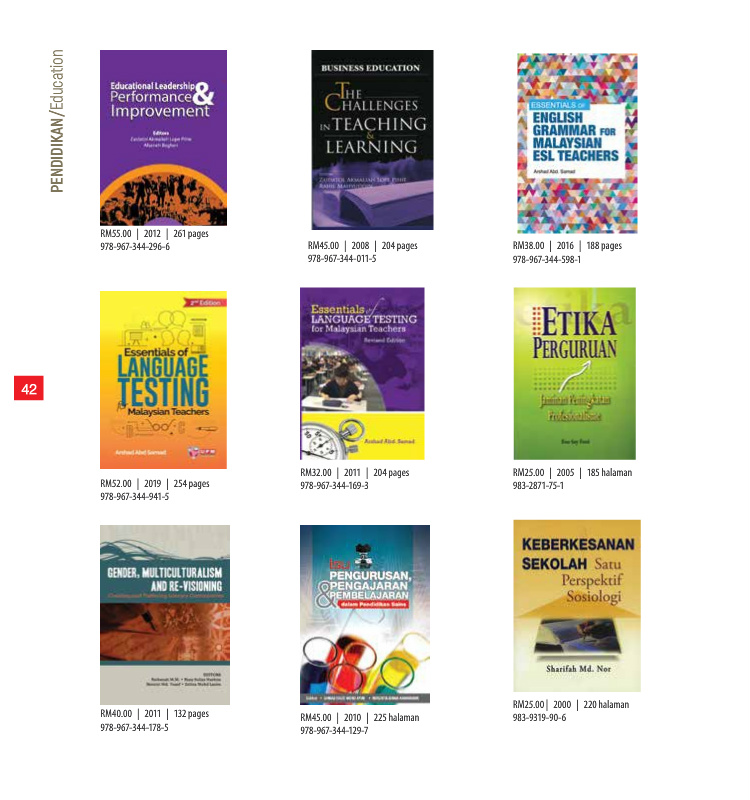 PENDIDIKAN/Education
Educational Leadership
Performance &
Improvement
Editors
RM55.00 | 2012 | 261 pages
978-967-344-296-6
BUSINESS EDUCATION
THE
CHALLENGES
IN TEACHING
&
LEARNING
RM45.00 | 2008 | 204 pages
978-967-344-011-5
ESSENTIALS OF
ENGLISH
GRAMMAR FOR
MALAYSIAN
ESL TEACHERS
Arshad Abd. Samad
RM38.00 | 2016 | 188 pages
978-967-344-598-1
2nd Edition
Essentials of
LANGUAGE
TESTING
for
Malaysian Teachers
Arshad Abd Samad
RM52.00 | 2019 | 254 pages
978-967-344-941-5
Essentials of
LANGUAGE TESTING
for Malaysian Teachers
Revised Edition
Arshad Abd. Samad
RM32.00 | 2011 | 204 pages
978-967-344-169-3
ETIKA
PERGURUAN
Jaminan Peningkatan
Profesionalisme
RM25.00 | 2005 | 185 halaman
983-2871-75-1
42
GENDER, MULTICULTURALISM
AND RE-VISIONING
EDITORS
RM40.00 | 2011 | 132 pages
978-967-344-178-5
Isu
PENGURUSAN,
PENGAJARAN
& PEMBELAJARAN
dalam Pendidikan Sains
RM45.00 | 2010 | 225 halaman
978-967-344-129-7
KEBERKESANAN
SEKOLAH Satu
Perspektif
Sosiologi
Sharifah Md. Nor
RM25.00 | 2000 | 220 halaman
983-9319-90-6